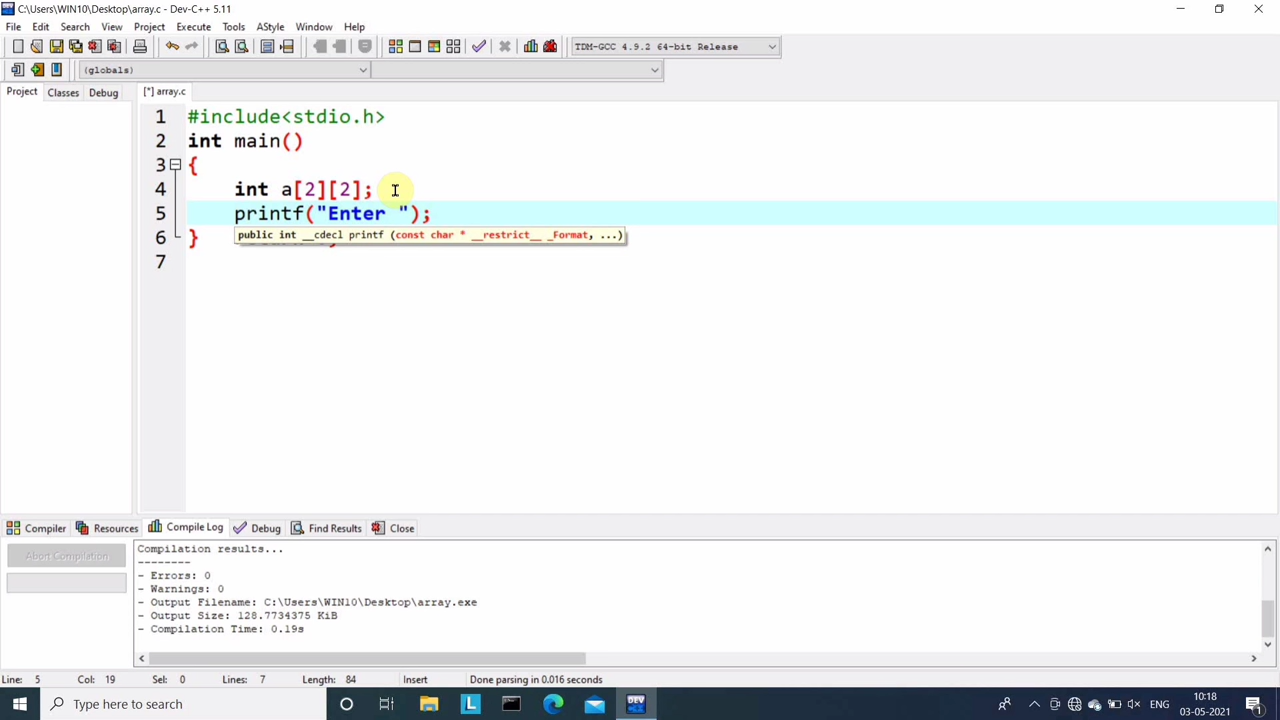 C:\Users\WIN10\Desktop\array.c - Dev-C++ 5.11
File Edit Search View Project Execute Tools AStyle Window Help
TDM-GCC 4.9.2 64-bit Release
(globals)
Project Classes Debug [*] array.c
1 #include<stdio.h>
2 int main()
3 {
4 int a[2][2];
5 printf("Enter ");
public int __cdecl printf (const char * __restrict__ _Format, ...)
6 }
7
Compiler Resources Compile Log Debug Find Results Close
Abort Compilation
Compilation results...
--------
- Errors: 0
- Warnings: 0
- Output Filename: C:\Users\WIN10\Desktop\array.exe
- Output Size: 128.7734375 KiB
- Compilation Time: 0.19s
Line: 5 Col: 19 Sel: 0 Lines: 7 Length: 84 Insert Done parsing in 0.016 seconds
Type here to search
L
DEV
ENG
10:18
03-05-2021
1